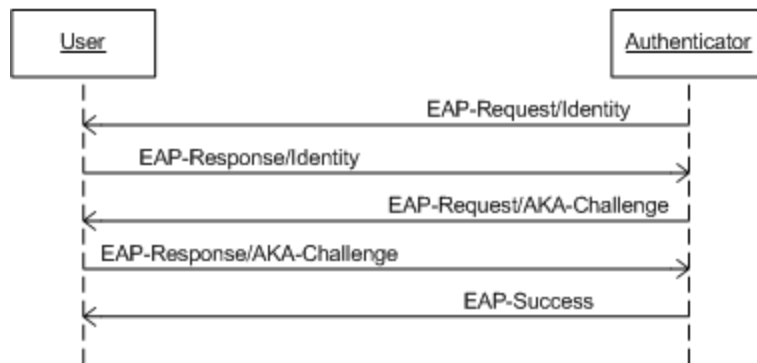 User
Authenticator
EAP-Request/Identity
EAP-Response/Identity
EAP-Request/AKA-Challenge
EAP-Response/AKA-Challenge
EAP-Success